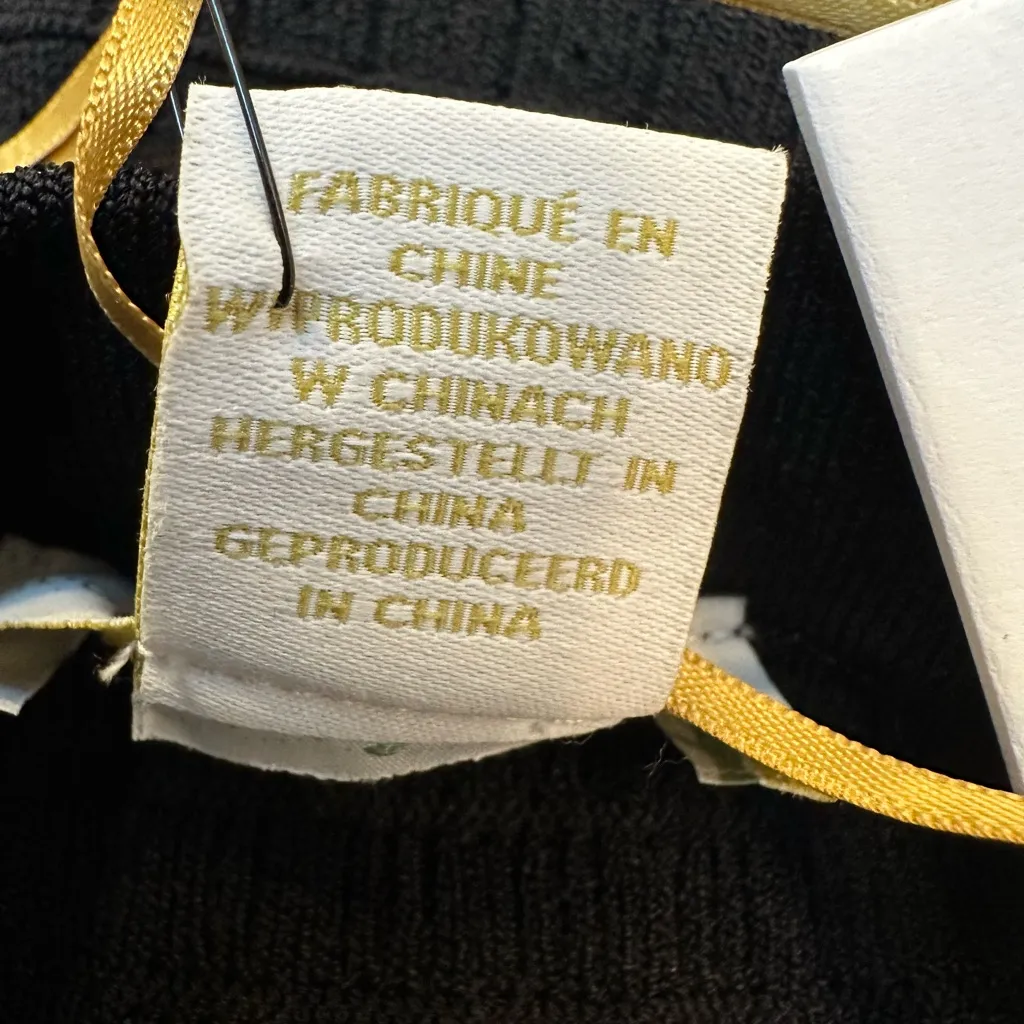 FABRIQUÉ EN
CHINE
WYPRODUKOWANO
W CHINACH
HERGESTELLT IN
CHINA
GEPRODUCEERD
IN CHINA